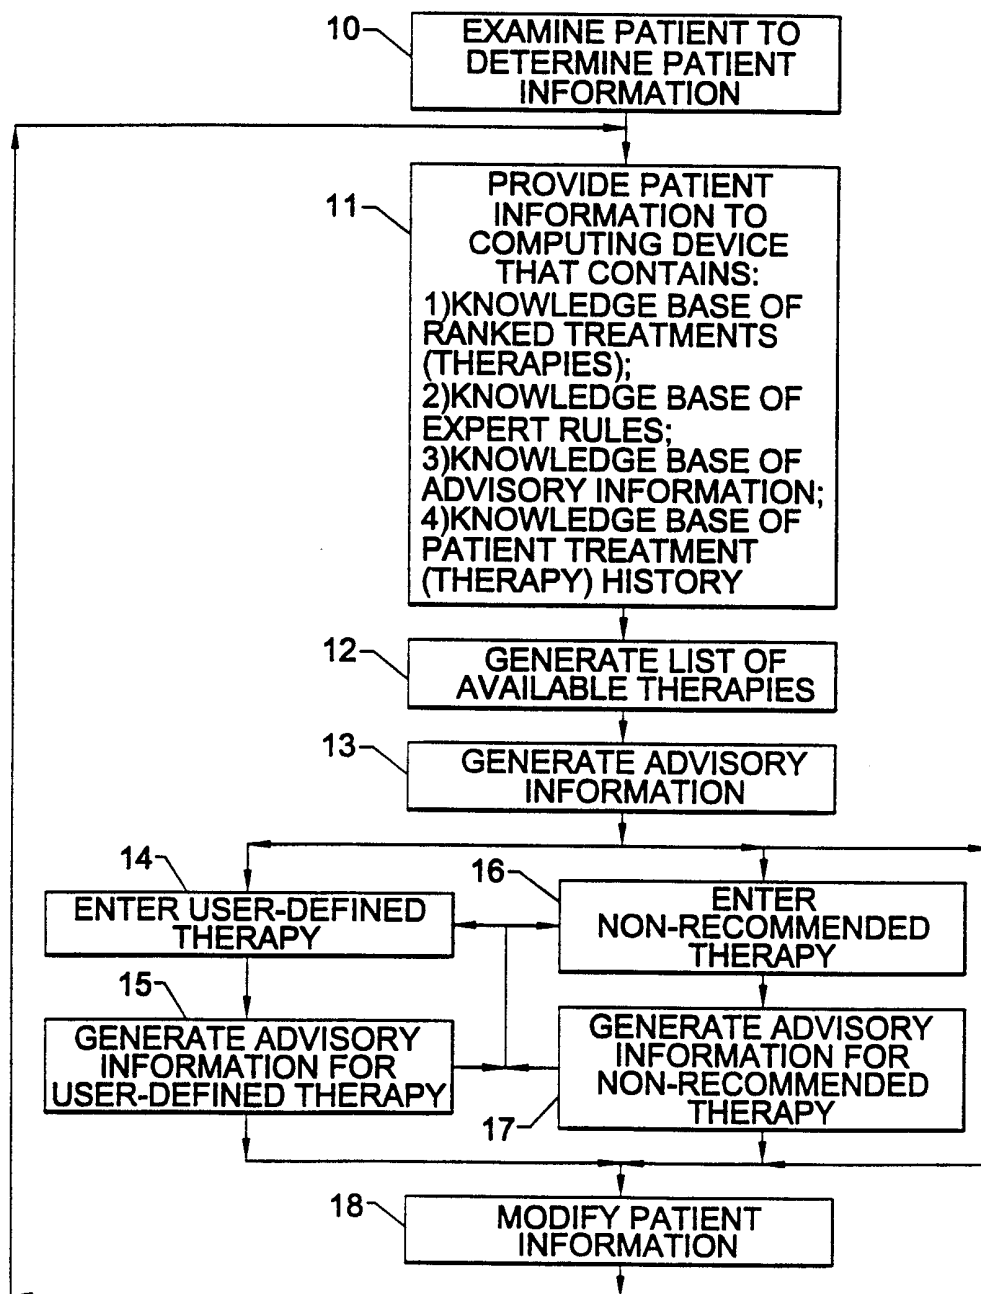 10
EXAMINE PATIENT TO
DETERMINE PATIENT
INFORMATION
11
PROVIDE PATIENT
INFORMATION TO
COMPUTING DEVICE
THAT CONTAINS:
1)KNOWLEDGE BASE OF
RANKED TREATMENTS
(THERAPIES);
2)KNOWLEDGE BASE OF
EXPERT RULES;
3)KNOWLEDGE BASE OF
ADVISORY INFORMATION;
4)KNOWLEDGE BASE OF
PATIENT TREATMENT
(THERAPY) HISTORY
12
GENERATE LIST OF
AVAILABLE THERAPIES
13
GENERATE ADVISORY
INFORMATION
14
ENTER USER-DEFINED
THERAPY
16
ENTER
NON-RECOMMENDED
THERAPY
15
GENERATE ADVISORY
INFORMATION FOR
USER-DEFINED THERAPY
GENERATE ADVISORY
INFORMATION FOR
NON-RECOMMENDED
THERAPY
17
18
MODIFY PATIENT
INFORMATION